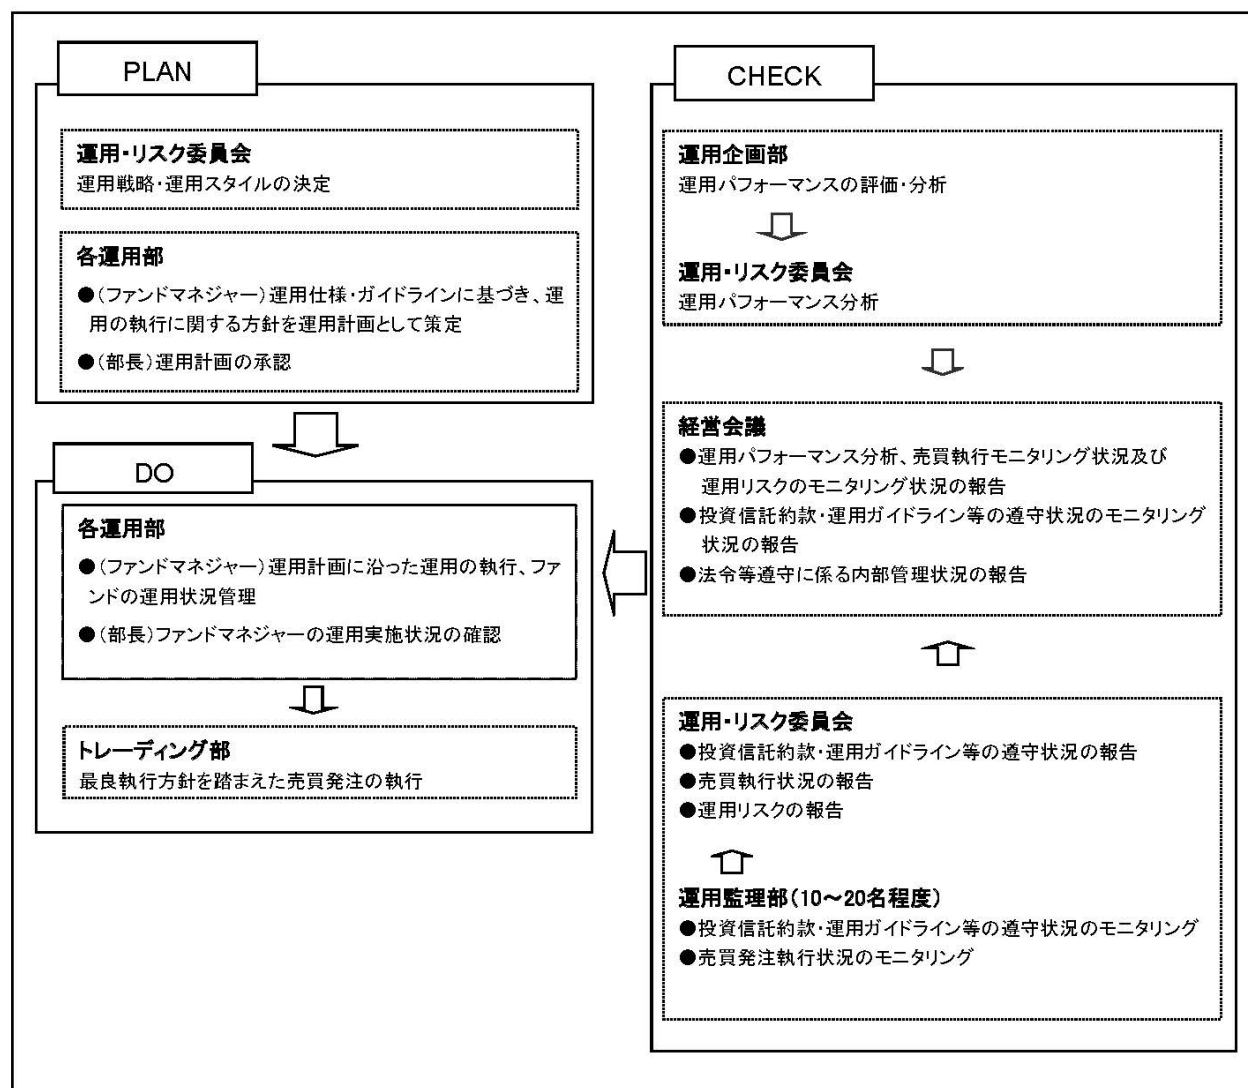 PLAN
運用・リスク委員会
運用戦略・運用スタイルの決定
各運用部
●(ファンドマネジャー)運用仕様・ガイドラインに基づき、運
用の執行に関する方針を運用計画として策定
●(部長)運用計画の承認
DO
各運用部
●(ファンドマネジャー)運用計画に沿った運用の執行、ファ
ンドの運用状況管理
●(部長)ファンドマネジャーの運用実施状況の確認
トレーディング部
最良執行方針を踏まえた売買発注の執行
CHECK
運用企画部
運用パフォーマンスの評価・分析
運用・リスク委員会
運用パフォーマンス分析
経営会議
●運用パフォーマンス分析、売買執行モニタリング状況及び
運用リスクのモニタリング状況の報告
●投資信託約款・運用ガイドライン等の遵守状況のモニタリング
状況の報告
●法令等遵守に係る内部管理状況の報告
運用・リスク委員会
●投資信託約款・運用ガイドライン等の遵守状況の報告
●売買執行状況の報告
●運用リスクの報告
運用監理部(10～20名程度)
●投資信託約款・運用ガイドライン等の遵守状況のモニタリング
●売買発注執行状況のモニタリング